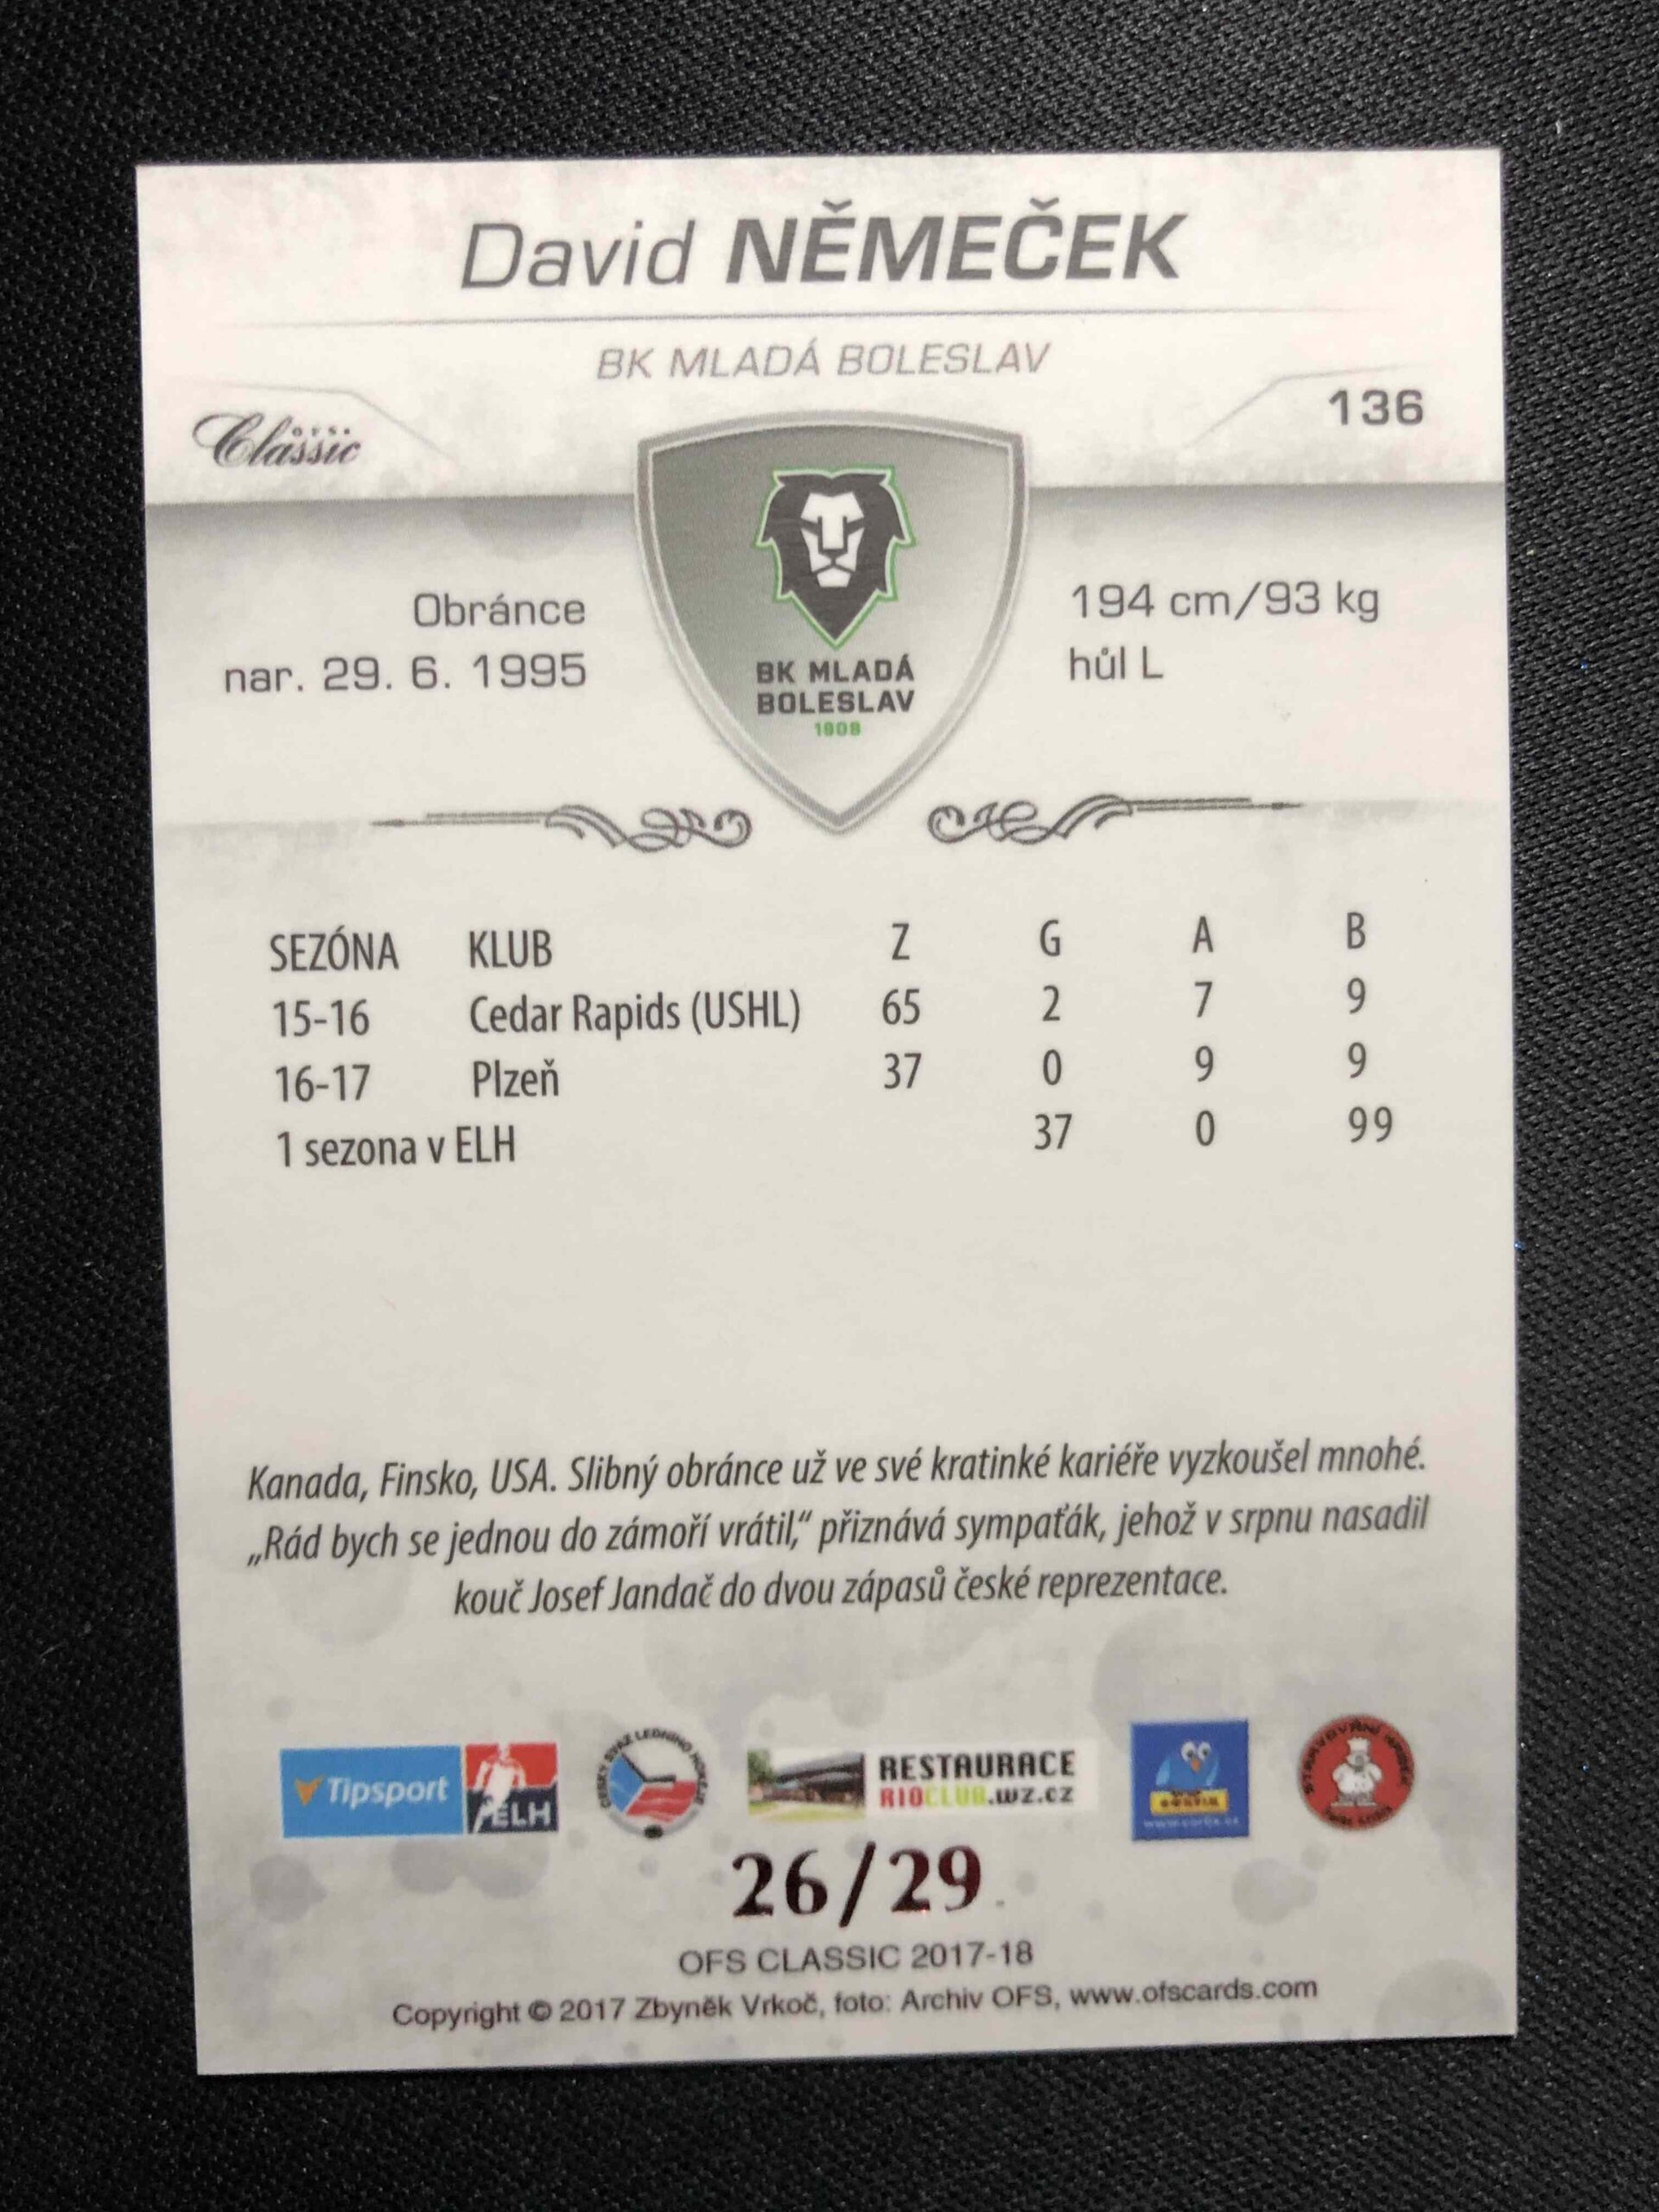 David NĚMEČEK
BK MLADÁ BOLESLAV
136
O.F.S. Classic
BK MLADÁ
BOLESLAV
1908
Obránce
nar. 29. 6. 1995
194 cm/93 kg
hůl L
SEZÓNA KLUB Z G A B
15-16 Cedar Rapids (USHL) 65 2 7 9
16-17 Plzeň 37 0 9 9
1 sezona v ELH 37 0 99
Kanada, Finsko, USA. Slibný obránce už ve své kratinké kariéře vyzkoušel mnohé.
„Rád bych se jednou do zámoří vrátil,“ přiznává sympaťák, jehož v srpnu nasadil
kouč Josef Jandač do dvou zápasů české reprezentace.
Tipsport ELH
ČESKÝ SVAZ LEDNÍHO HOKEJE
RESTAURACE
RIOCLUB.WZ.CZ
26/29
OFS CLASSIC 2017-18
Copyright © 2017 Zbyněk Vrkoč, foto: Archiv OFS, www.ofscards.com